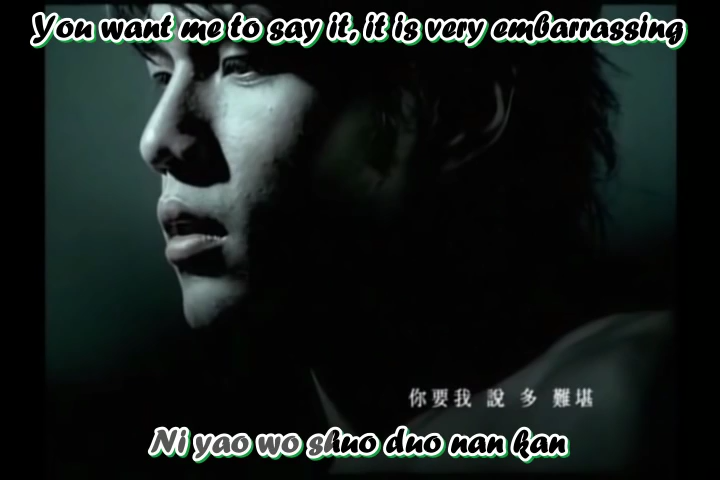 You want me to say it, it is very embarrassing
你要我 說 多 難堪
Ni yao wo shuo duo nan kan